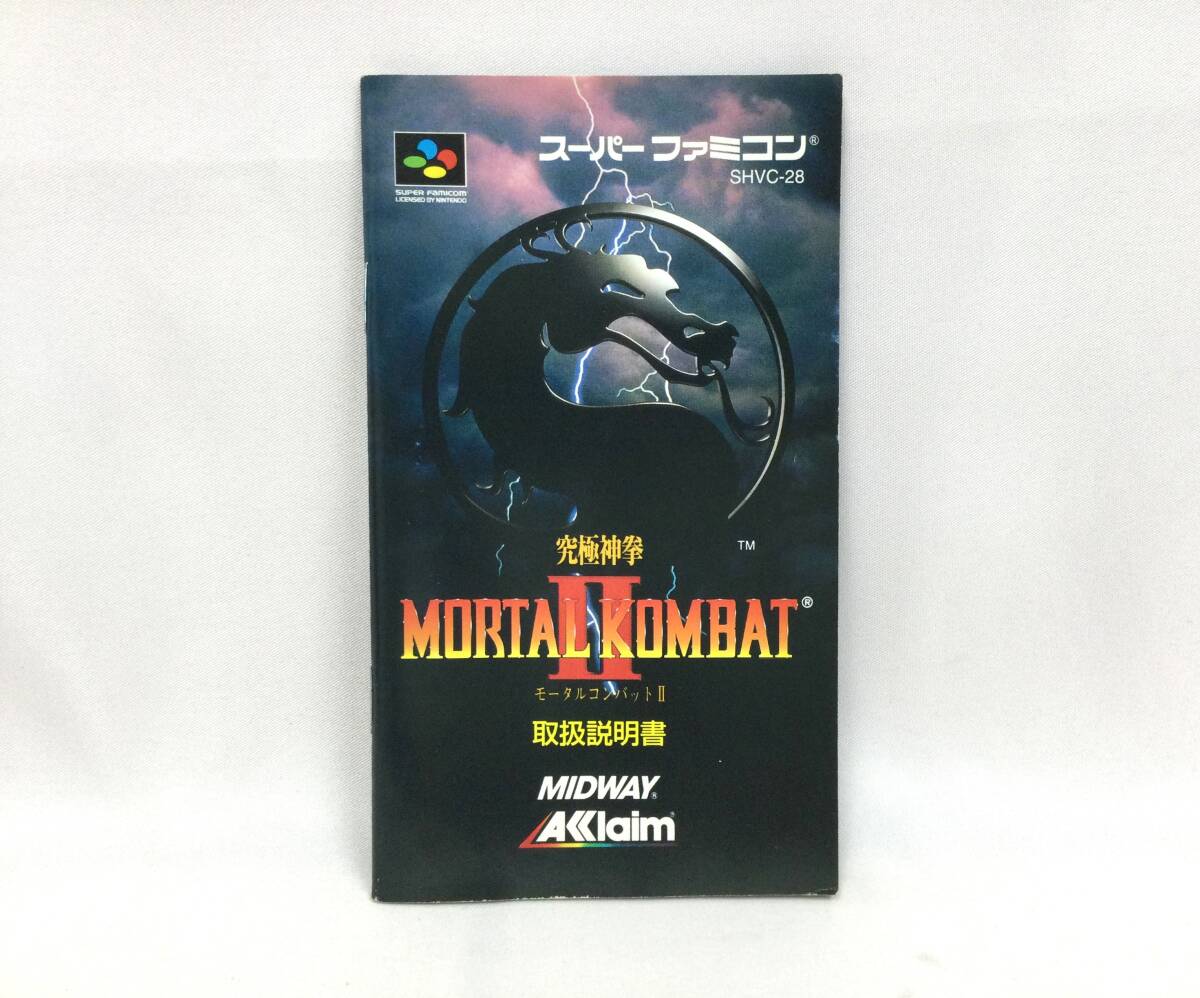 スーパーファミコン®
SHVC-28
SUPER FAMICOM
LICENSED BY NINTENDO
究極神拳
TM
II
MORTAL KOMBAT®
モータルコンバットII
取扱説明書
MIDWAY®
AKklaim®